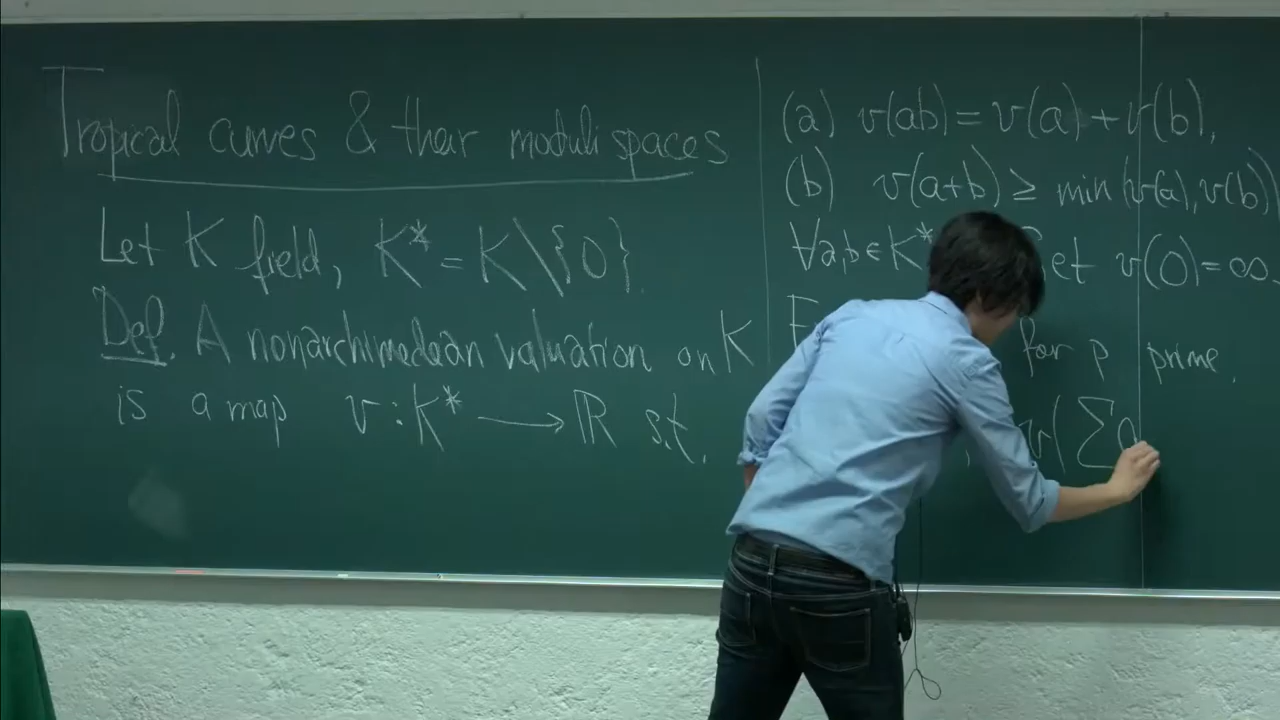 Tropical curves & their moduli spaces
Let K field, K* = K\{0}.
Def. A nonarchimedean valuation on K
is a map v: K* ⟶ ℝ s.t.
(a) v(ab) = v(a) + v(b),
(b) v(a+b) ≥ min(v(a), v(b))
∀a,b∈K* et v(0)=∞.
for p prime.
v(Σa